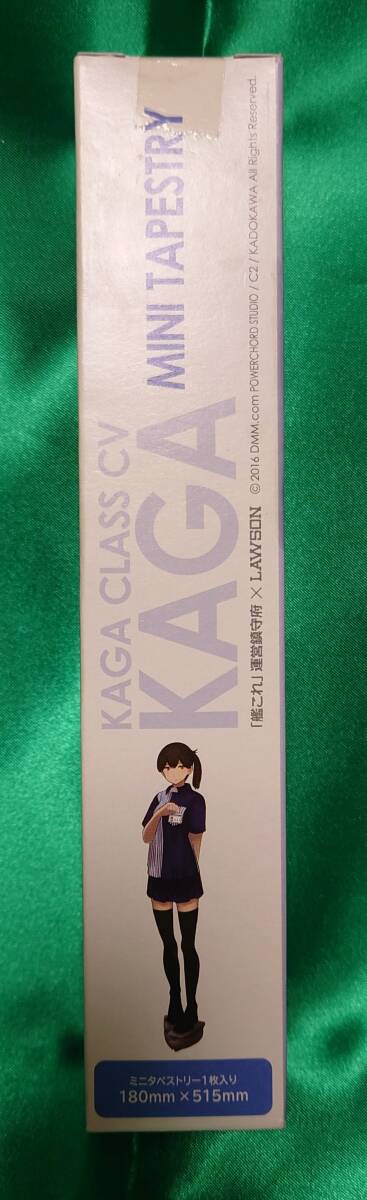 KAGA CLASS CV
KAGA
MINI TAPESTRY
「艦これ」運営鎮守府 × LAWSON © 2016 DMM.com POWERCHORD STUDIO / C2 / KADOKAWA All Rights Reserved.
ミニタペストリー1枚入り
180mm×515mm